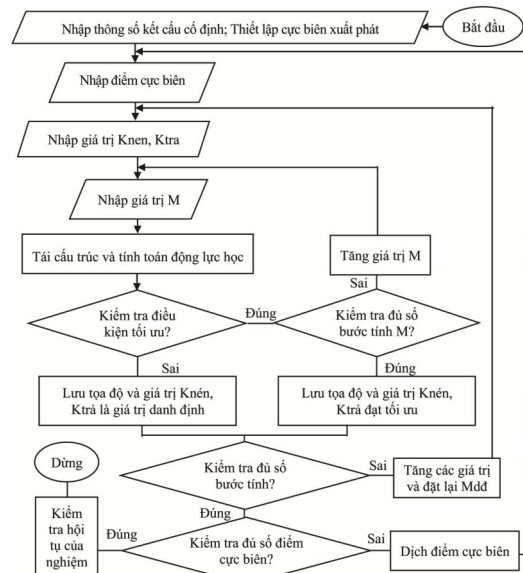 Nhập thông số kết cấu cố định; Thiết lập cực biên xuất phát
Bắt đầu
Nhập điểm cực biên
Nhập giá trị Knen, Ktra
Nhập giá trị M
Tái cấu trúc và tính toán động lực học
Tăng giá trị M
Sai
Kiểm tra điều
kiện tối ưu?
Đúng
Kiểm tra đủ số
bước tính M?
Sai
Đúng
Lưu tọa độ và giá trị Knén,
Ktrả là giá trị danh định
Lưu tọa độ và giá trị Knén,
Ktrả đạt tối ưu
Dừng
Kiểm tra đủ số
bước tính?
Sai
Tăng các giá trị
và đặt lại Mdđ
Đúng
Kiểm
tra hội
tụ của
nghiệm
Đúng
Kiểm tra đủ số điểm
cực biên?
Sai
Dịch điểm cực biên